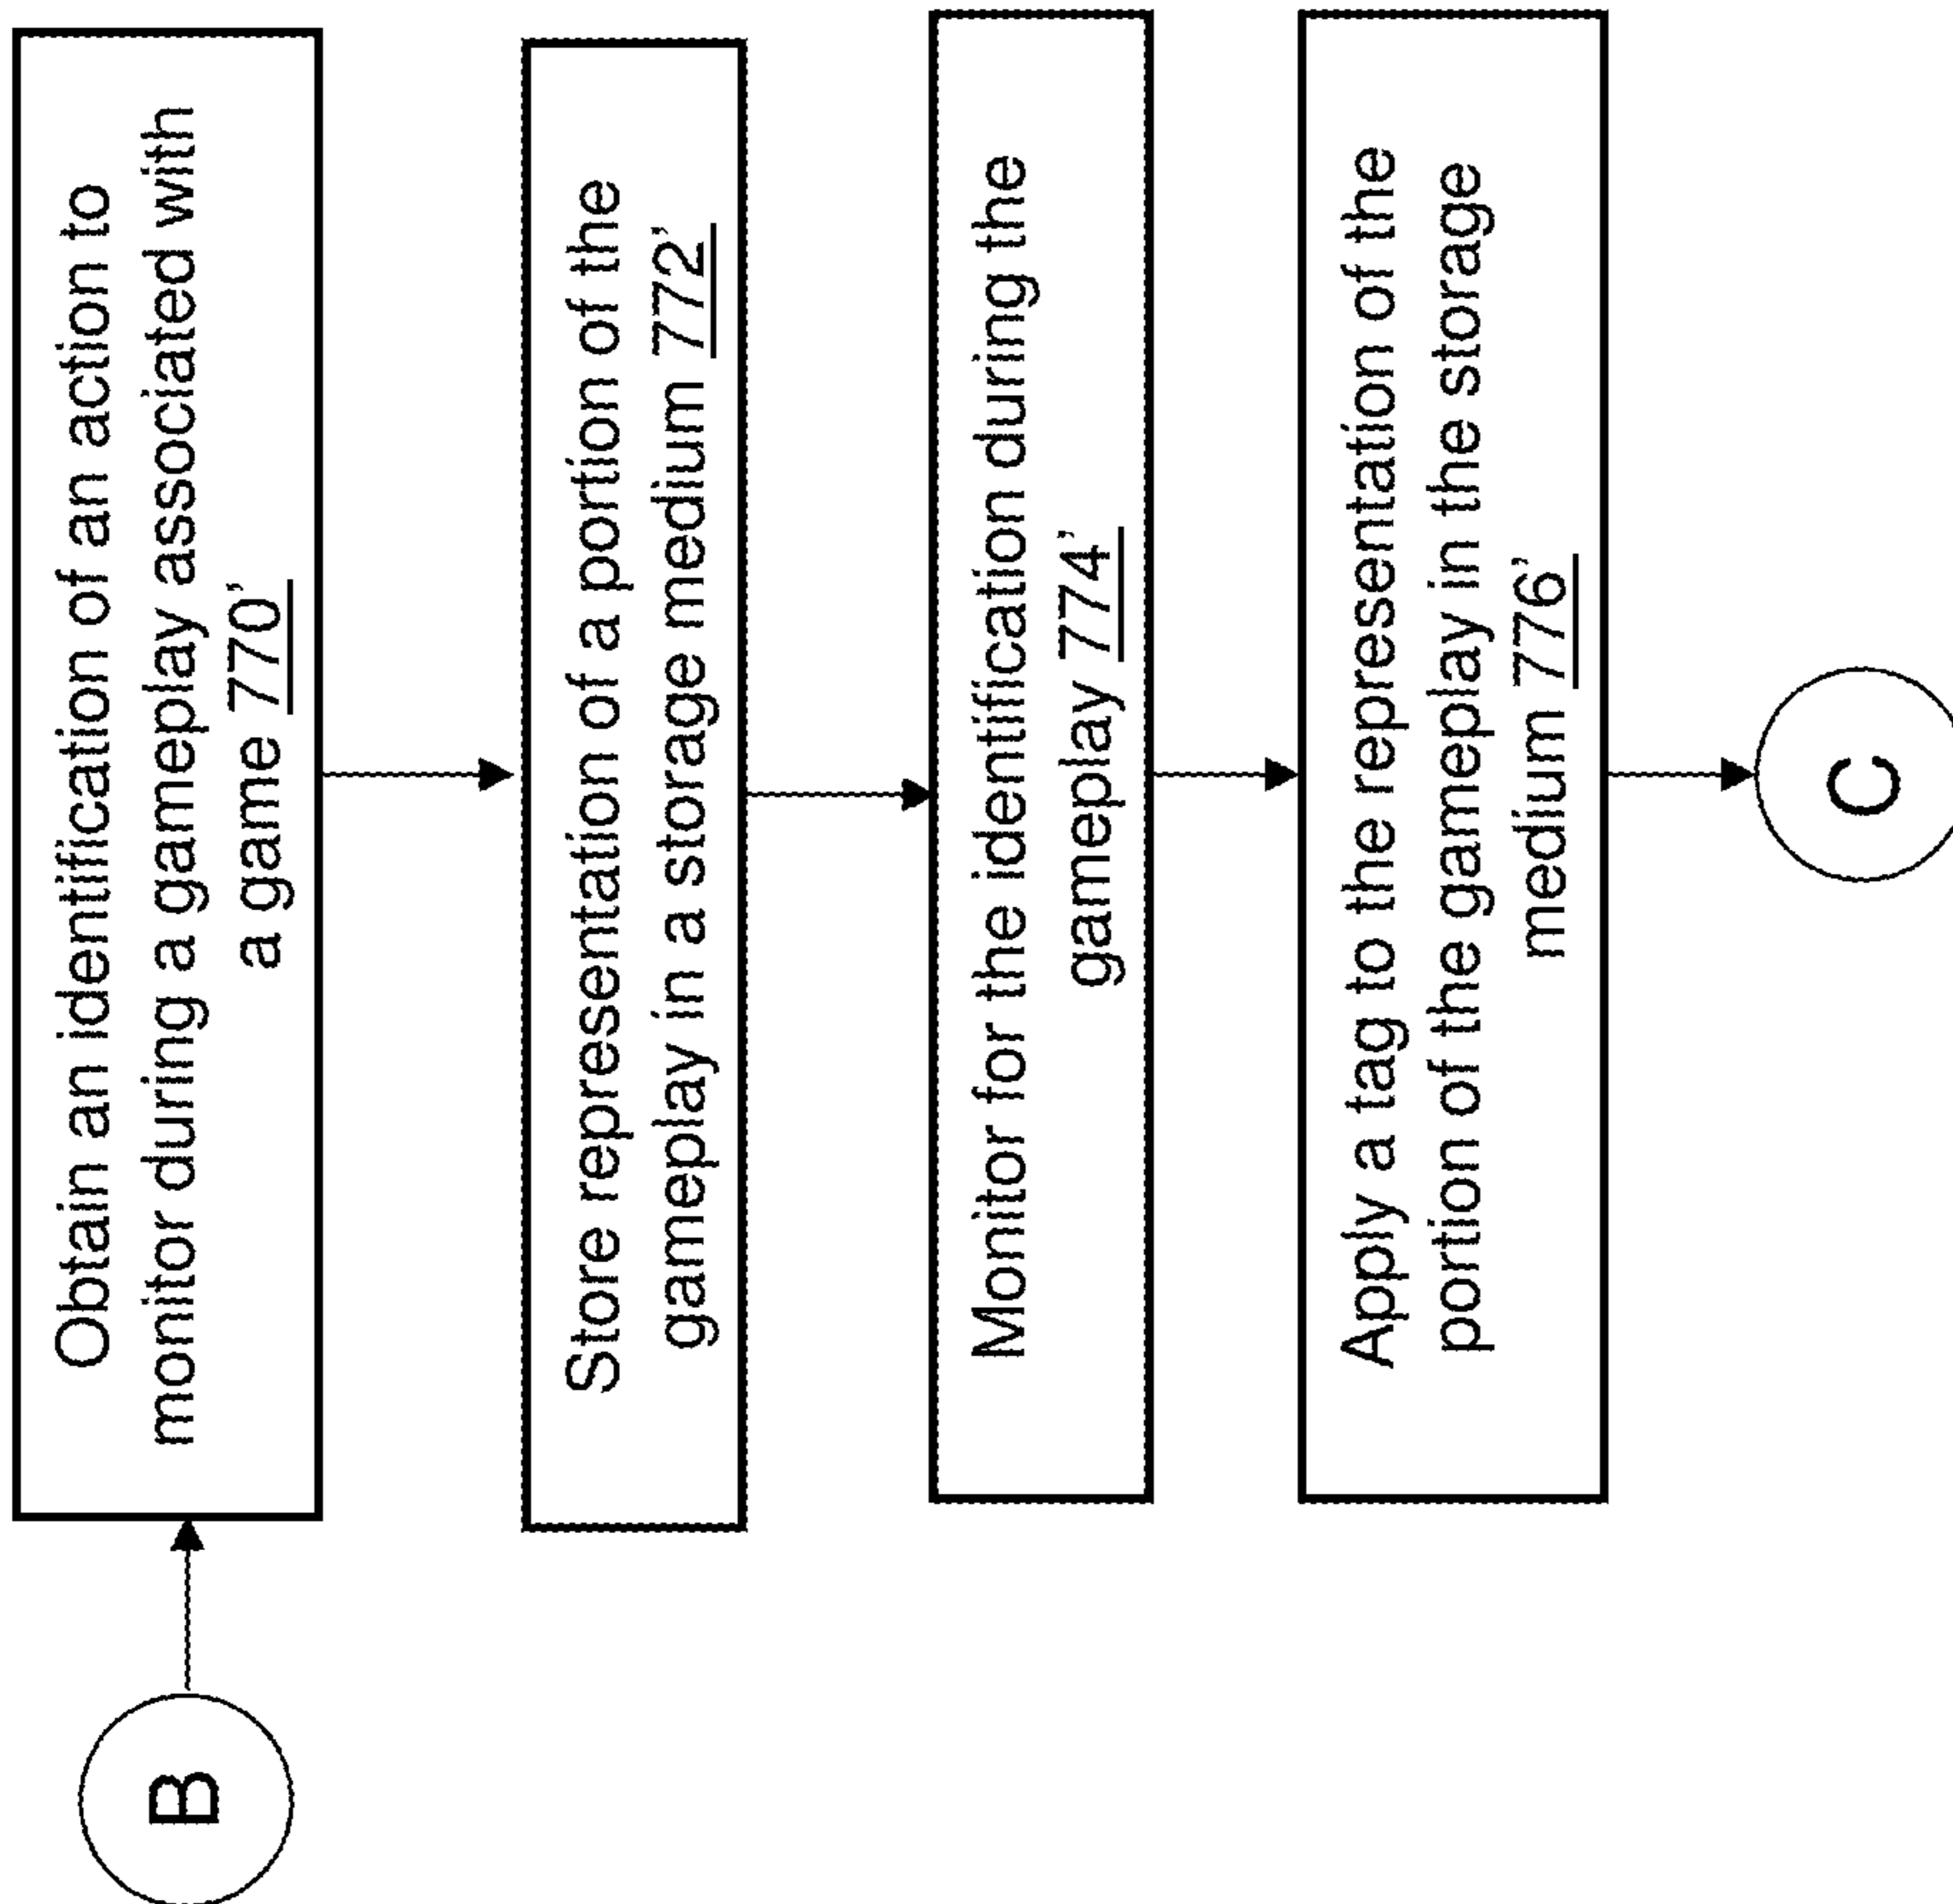 B
Obtain an identification of an action to
monitor during a gameplay associated with
a game 770'
Store representation of a portion of the
gameplay in a storage medium 772'
Monitor for the identification during the
gameplay 774'
Apply a tag to the representation of the
portion of the gameplay in the storage
medium 776'
C